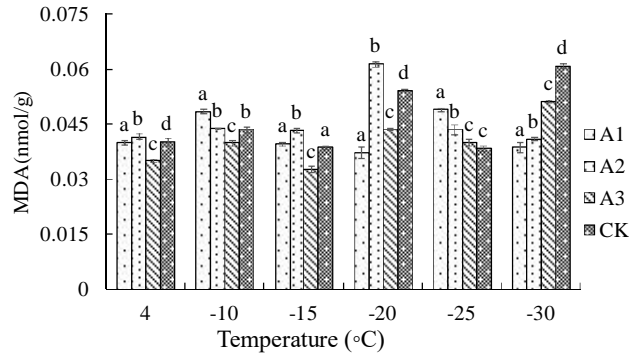 0.075
0.06
0.045
0.03
0.015
0
MDA(nmol/g)
a b c d
a b c b
a b c a
a b c d
a b c c
a b c d
4 -10 -15 -20 -25 -30
Temperature (◦C)
A1
A2
A3
CK